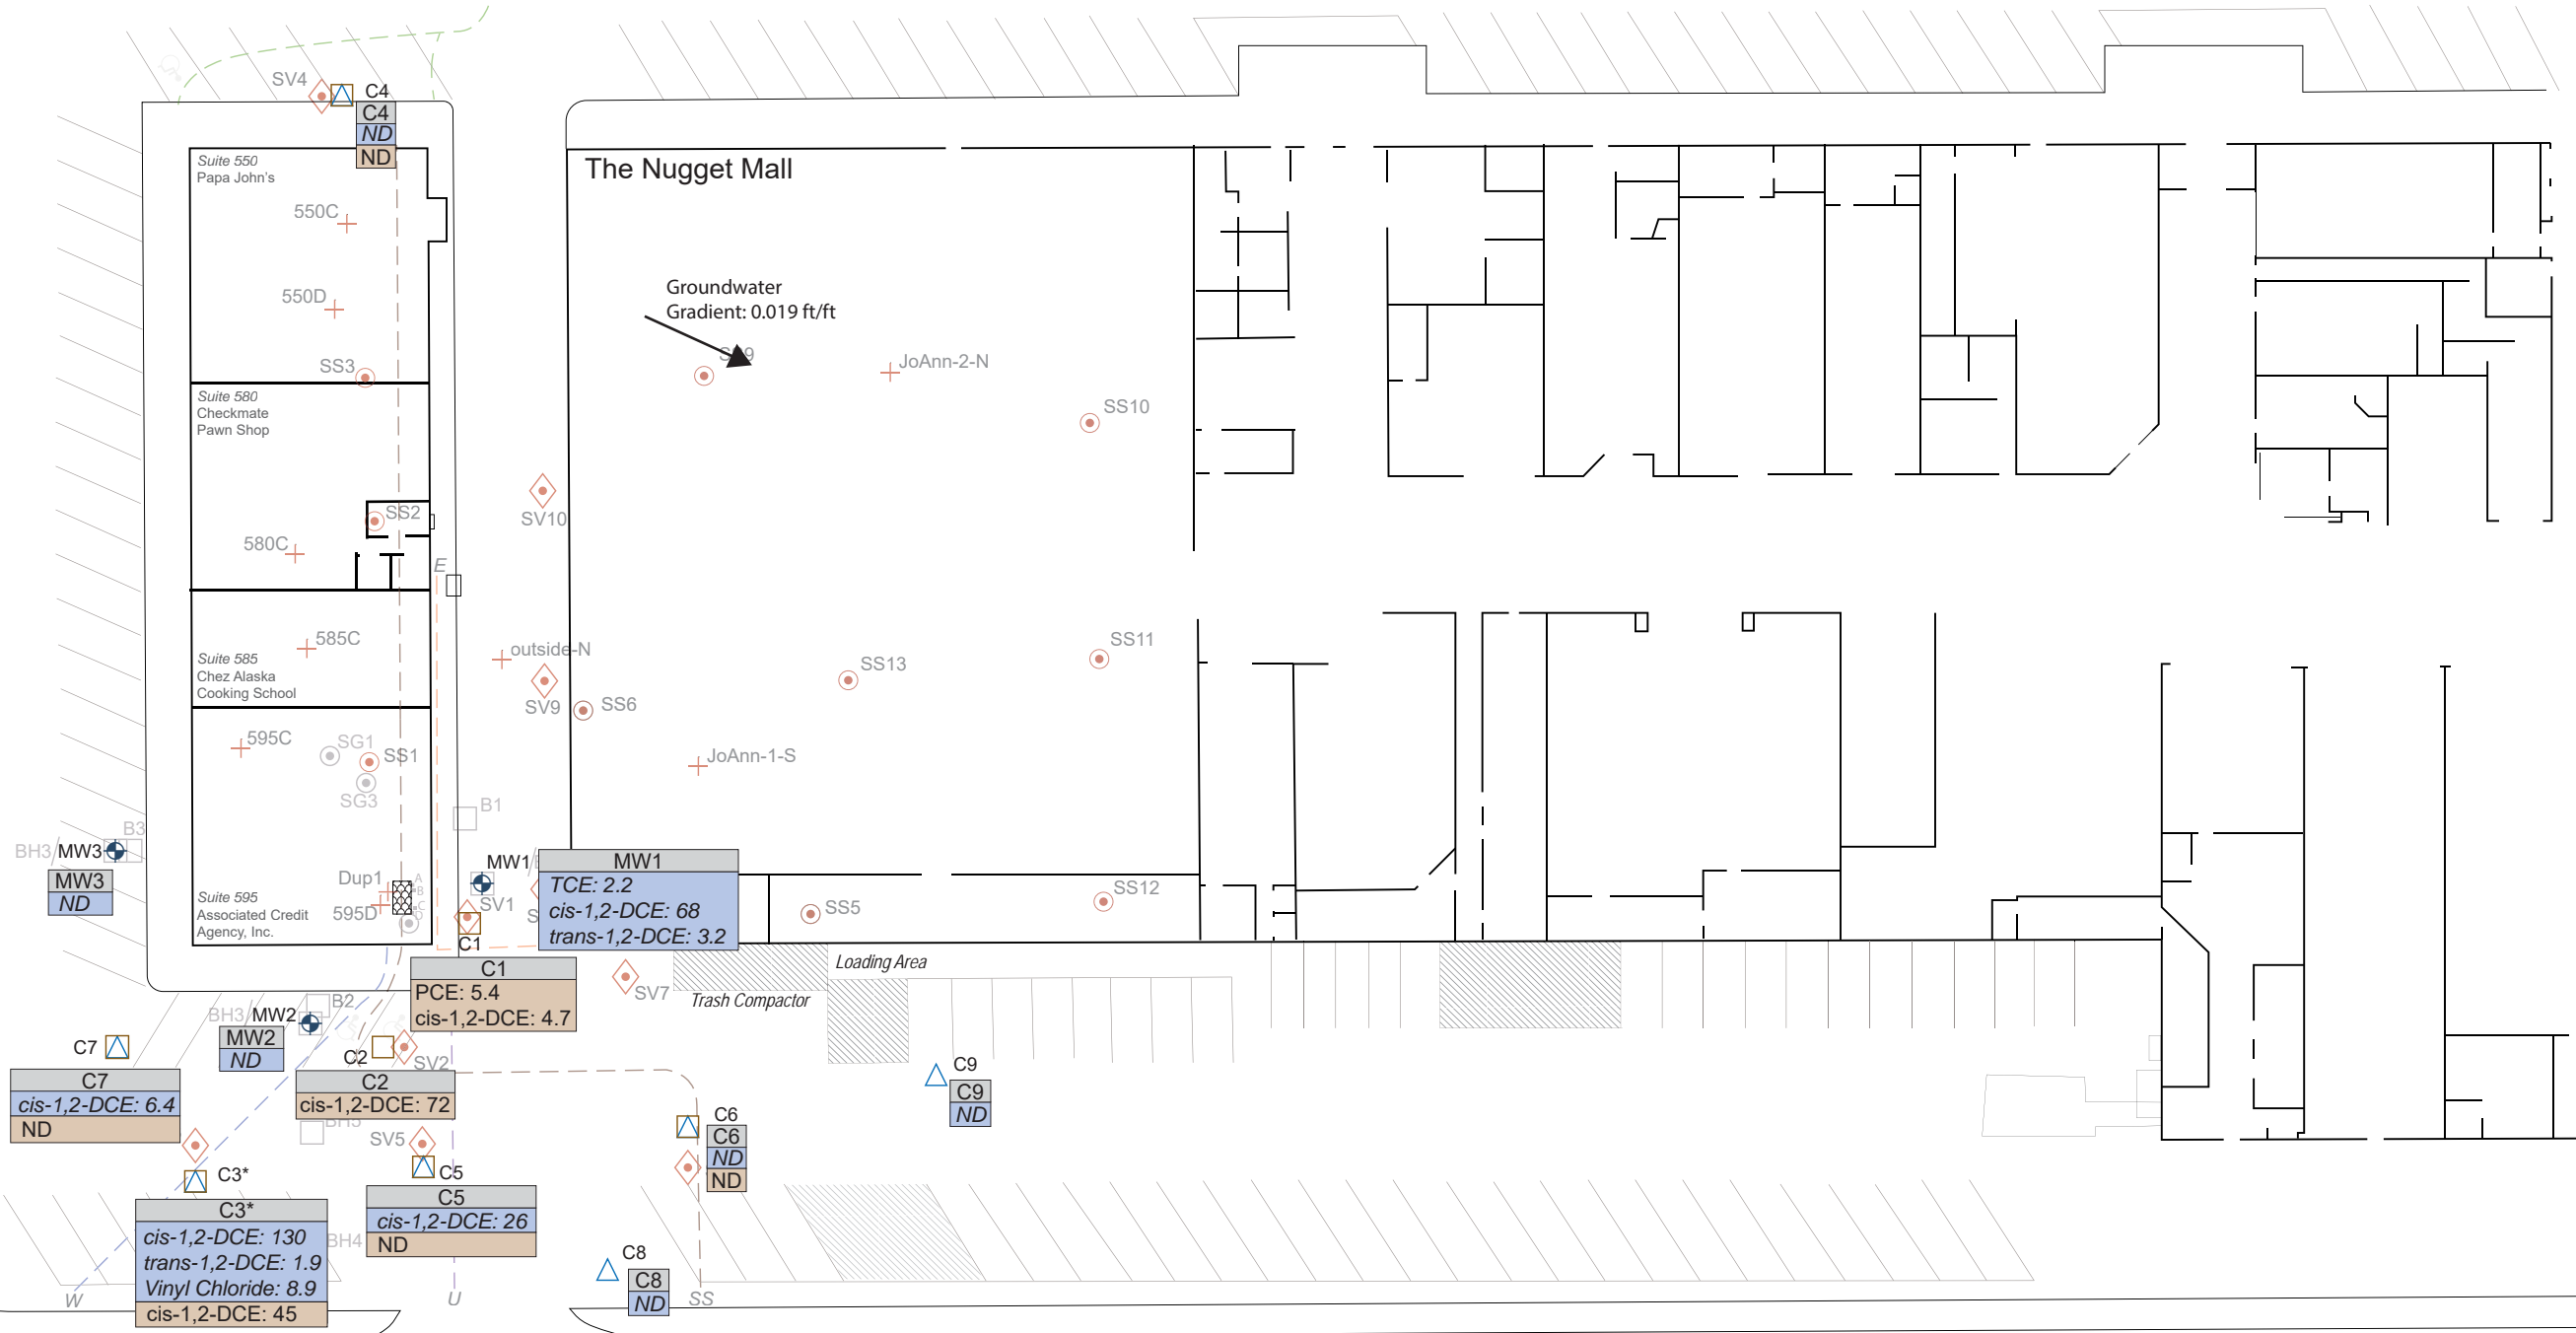 SV4
C4
C4
ND
ND
Suite 550
Papa John's
The Nugget Mall
550C
550D
Groundwater
Gradient: 0.019 ft/ft
SS9
JoAnn-2-N
SS3
Suite 580
Checkmate
Pawn Shop
SS10
SV10
SS2
580C
E
585C
outside-N
SS13
SS11
Suite 585
Chez Alaska
Cooking School
SV9
SS6
595C
SG1
SS1
JoAnn-1-S
SG3
B1
B3
BH3/
MW3
MW3
ND
MW1/
MW1
TCE: 2.2
cis-1,2-DCE: 68
trans-1,2-DCE: 3.2
Dup1
A
B
C
D
595D
SV1
C1
SS5
SS12
Suite 595
Associated Credit
Agency, Inc.
C1
PCE: 5.4
cis-1,2-DCE: 4.7
SV7
Loading Area
Trash Compactor
B2
BH3/
MW2
MW2
ND
C7
C7
cis-1,2-DCE: 6.4
ND
C2
SV2
C2
cis-1,2-DCE: 72
BH5
SV5
C5
C5
cis-1,2-DCE: 26
ND
C9
C9
ND
C6
C6
ND
ND
C3*
C3*
cis-1,2-DCE: 130
trans-1,2-DCE: 1.9
Vinyl Chloride: 8.9
cis-1,2-DCE: 45
BH4
C8
C8
ND
W
U
SS